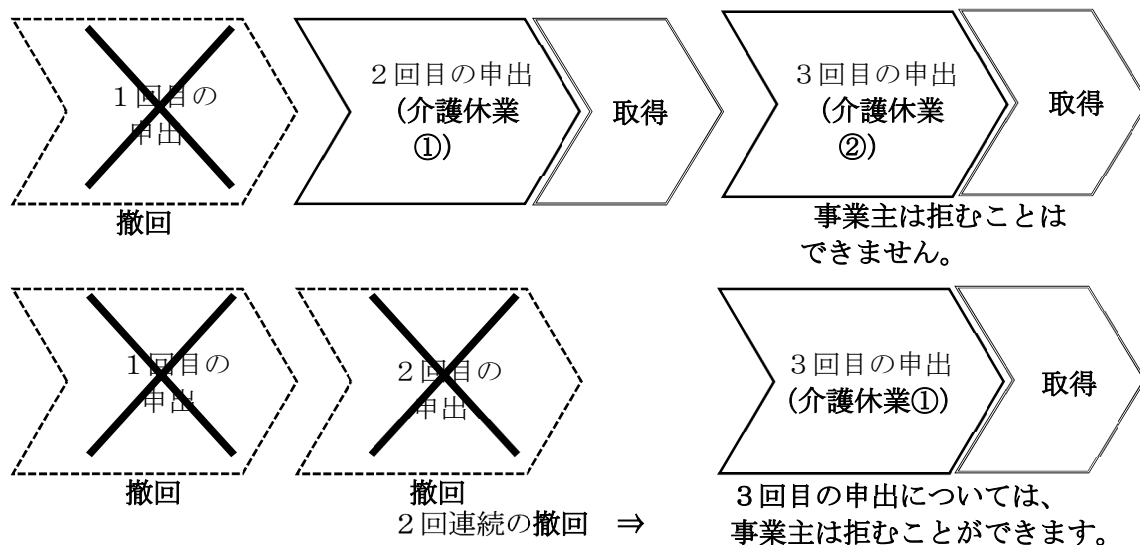 １回目の
申出
撤回
２回目の申出
(介護休業
①)
取得
３回目の申出
(介護休業
②)
取得
事業主は拒むことは
できません。
１回目の
申出
撤回
２回目の
申出
撤回
２回連続の撤回　⇒
３回目の申出
(介護休業①)
取得
３回目の申出については、
事業主は拒むことができます。